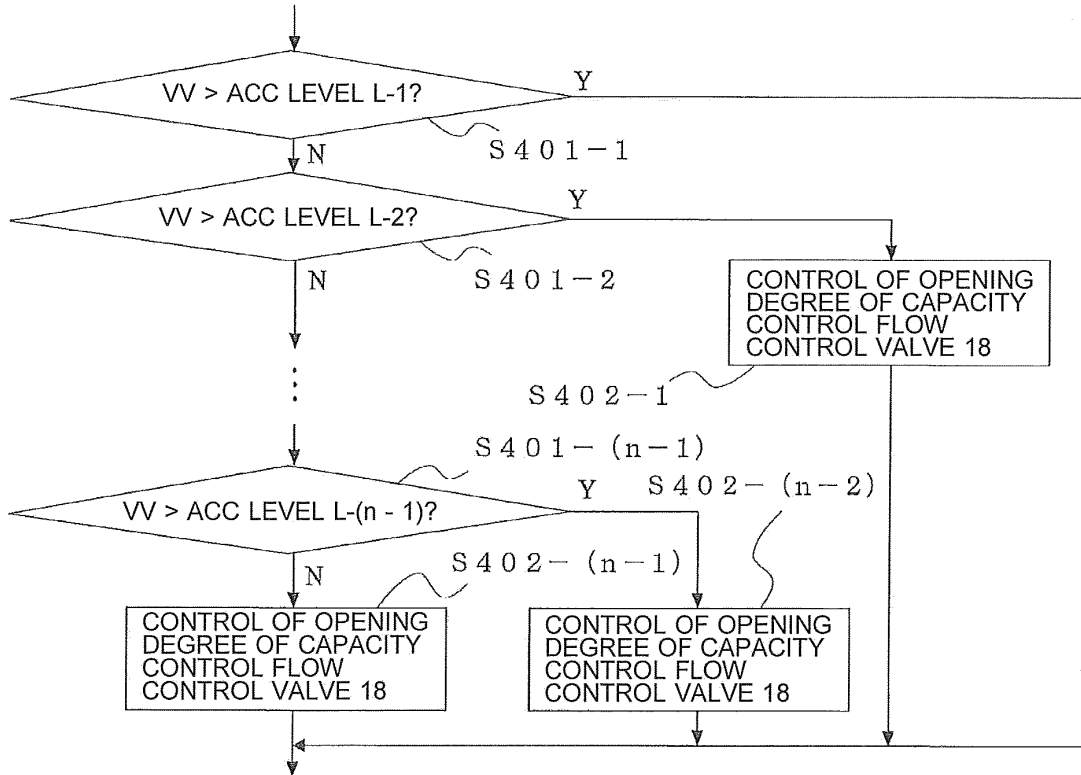 VV > ACC LEVEL L-1?
Y
S401-1
N
VV > ACC LEVEL L-2?
Y
S401-2
N
CONTROL OF OPENING
DEGREE OF CAPACITY
CONTROL FLOW
CONTROL VALVE 18
S402-1
⋮
S401-(n-1)
VV > ACC LEVEL L-(n - 1)?
Y
S402-(n-2)
N
S402-(n-1)
CONTROL OF OPENING
DEGREE OF CAPACITY
CONTROL FLOW
CONTROL VALVE 18
CONTROL OF OPENING
DEGREE OF CAPACITY
CONTROL FLOW
CONTROL VALVE 18